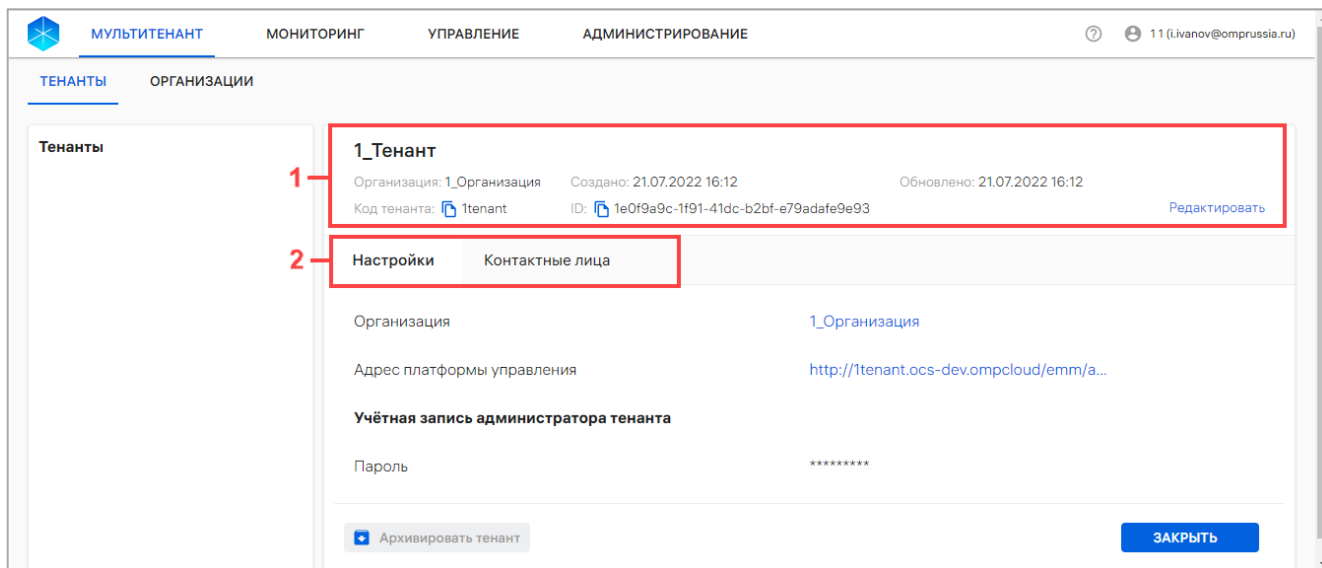 МУЛЬТИТЕНАНТ МОНИТОРИНГ УПРАВЛЕНИЕ АДМИНИСТРИРОВАНИЕ ? 1 1 (i.ivanov@omprussia.ru)
ТЕНАНТЫ ОРГАНИЗАЦИИ
Тенанты
1
1_Тенант
Организация: 1_Организация Создано: 21.07.2022 16:12 Обновлено: 21.07.2022 16:12
Код тенанта: 1tenant ID: 1e0f9a9c-1f91-41dc-b2bf-e79adafe9e93 Редактировать
2
Настройки Контактные лица
Организация 1_Организация
Адрес платформы управления http://1tenant.ocs-dev.ompcloud/emm/a...
Учётная запись администратора тенанта
Пароль *********
Архивировать тенант ЗАКРЫТЬ